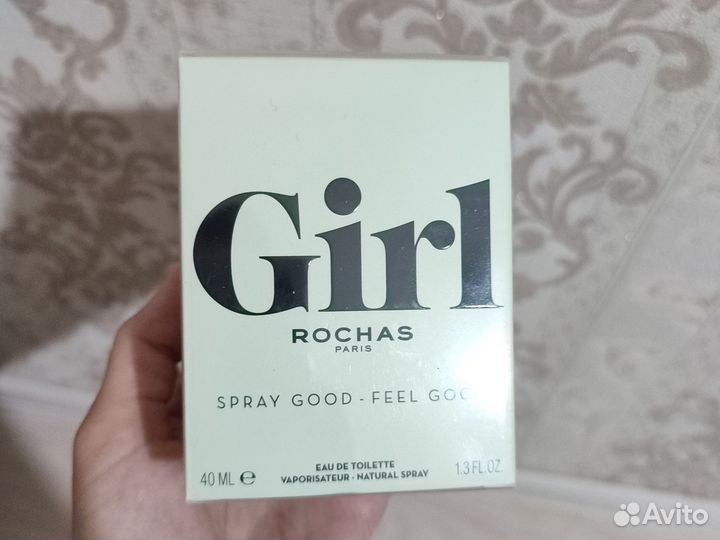 Girl
ROCHAS
PARIS
SPRAY GOOD - FEEL GOO
EAU DE TOILETTE
40 ML e VAPORISATEUR - NATURAL SPRAY 1.3 FL.OZ.
Avito